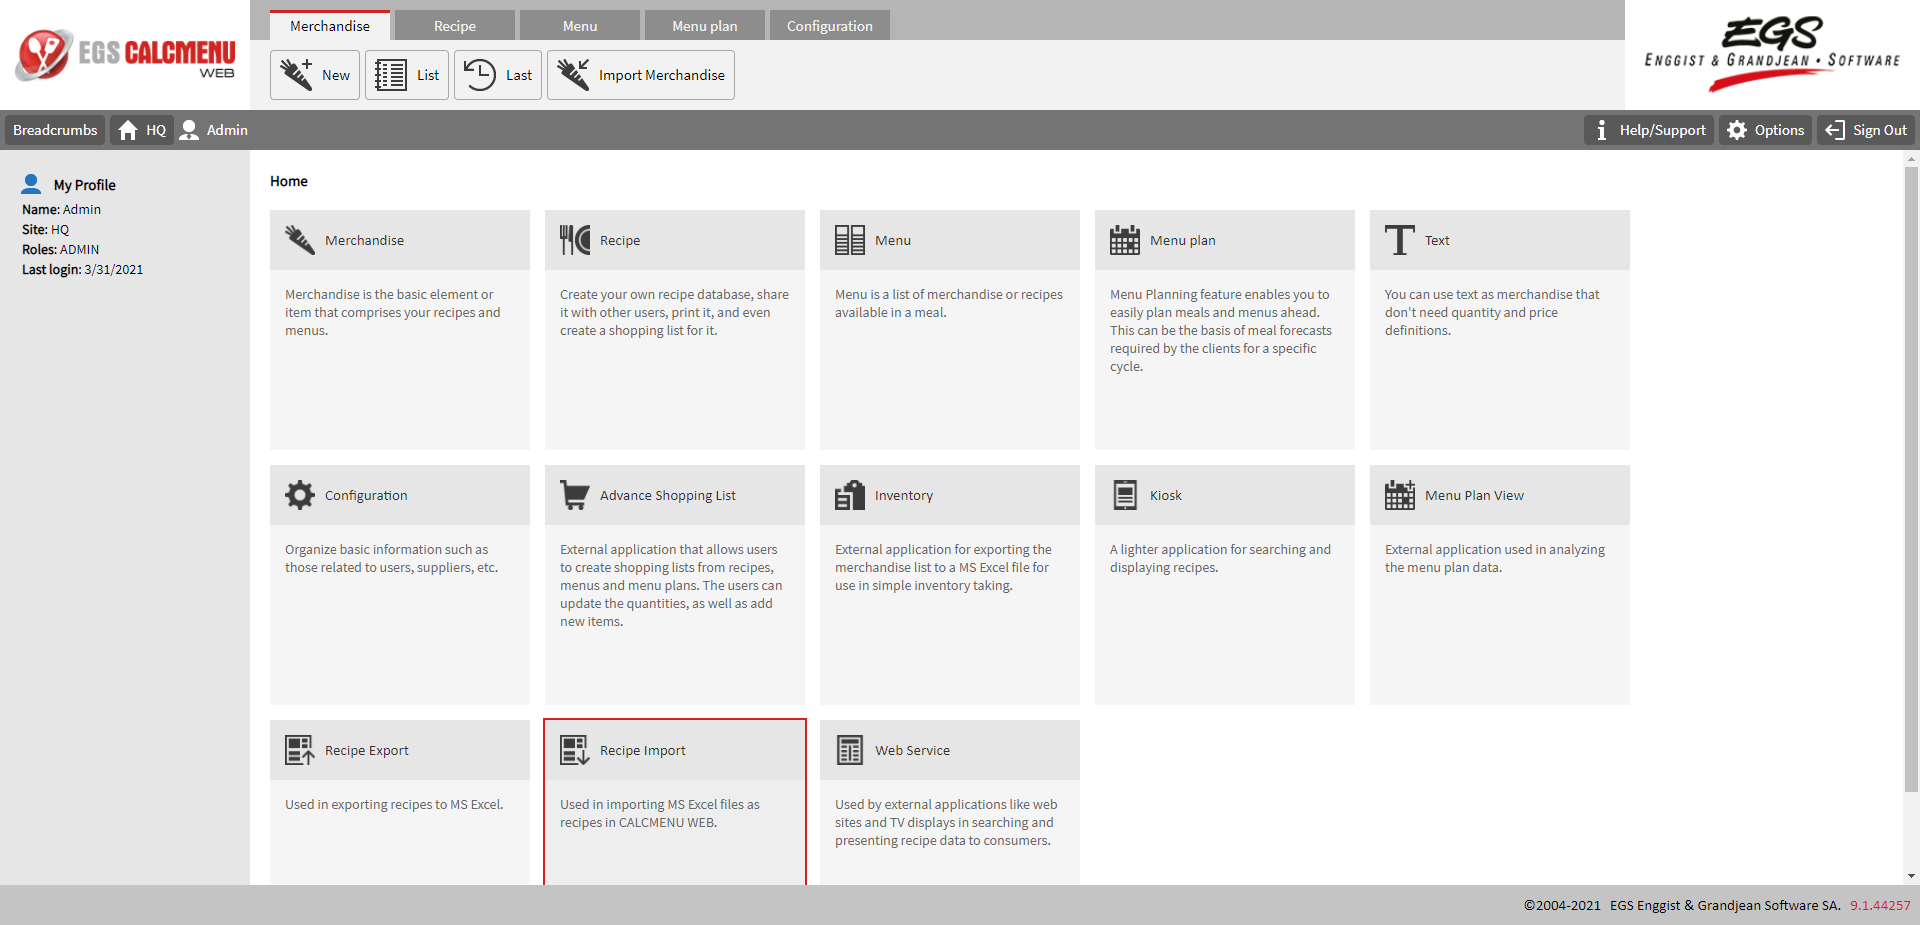 EGS CALCMENU
WEB
Merchandise
Recipe
Menu
Menu plan
Configuration
New
List
Last
Import Merchandise
EGS
ENGGIST & GRANDJEAN • SOFTWARE
Breadcrumbs
HQ
Admin
Help/Support
Options
Sign Out
My Profile
Name: Admin
Site: HQ
Roles: ADMIN
Last login: 3/31/2021
Home
Merchandise
Merchandise is the basic element or
item that comprises your recipes and
menus.
Recipe
Create your own recipe database, share
it with other users, print it, and even
create a shopping list for it.
Menu
Menu is a list of merchandise or recipes
available in a meal.
Menu plan
Menu Planning feature enables you to
easily plan meals and menus ahead.
This can be the basis of meal forecasts
required by the clients for a specific
cycle.
Text
You can use text as merchandise that
don't need quantity and price
definitions.
Configuration
Organize basic information such as
those related to users, suppliers, etc.
Advance Shopping List
External application that allows users
to create shopping lists from recipes,
menus and menu plans. The users can
update the quantities, as well as add
new items.
Inventory
External application for exporting the
merchandise list to a MS Excel file for
use in simple inventory taking.
Kiosk
A lighter application for searching and
displaying recipes.
Menu Plan View
External application used in analyzing
the menu plan data.
Recipe Export
Used in exporting recipes to MS Excel.
Recipe Import
Used in importing MS Excel files as
recipes in CALCMENU WEB.
Web Service
Used by external applications like web
sites and TV displays in searching and
presenting recipe data to consumers.
©2004-2021 EGS Enggist & Grandjean Software SA. 9.1.44257